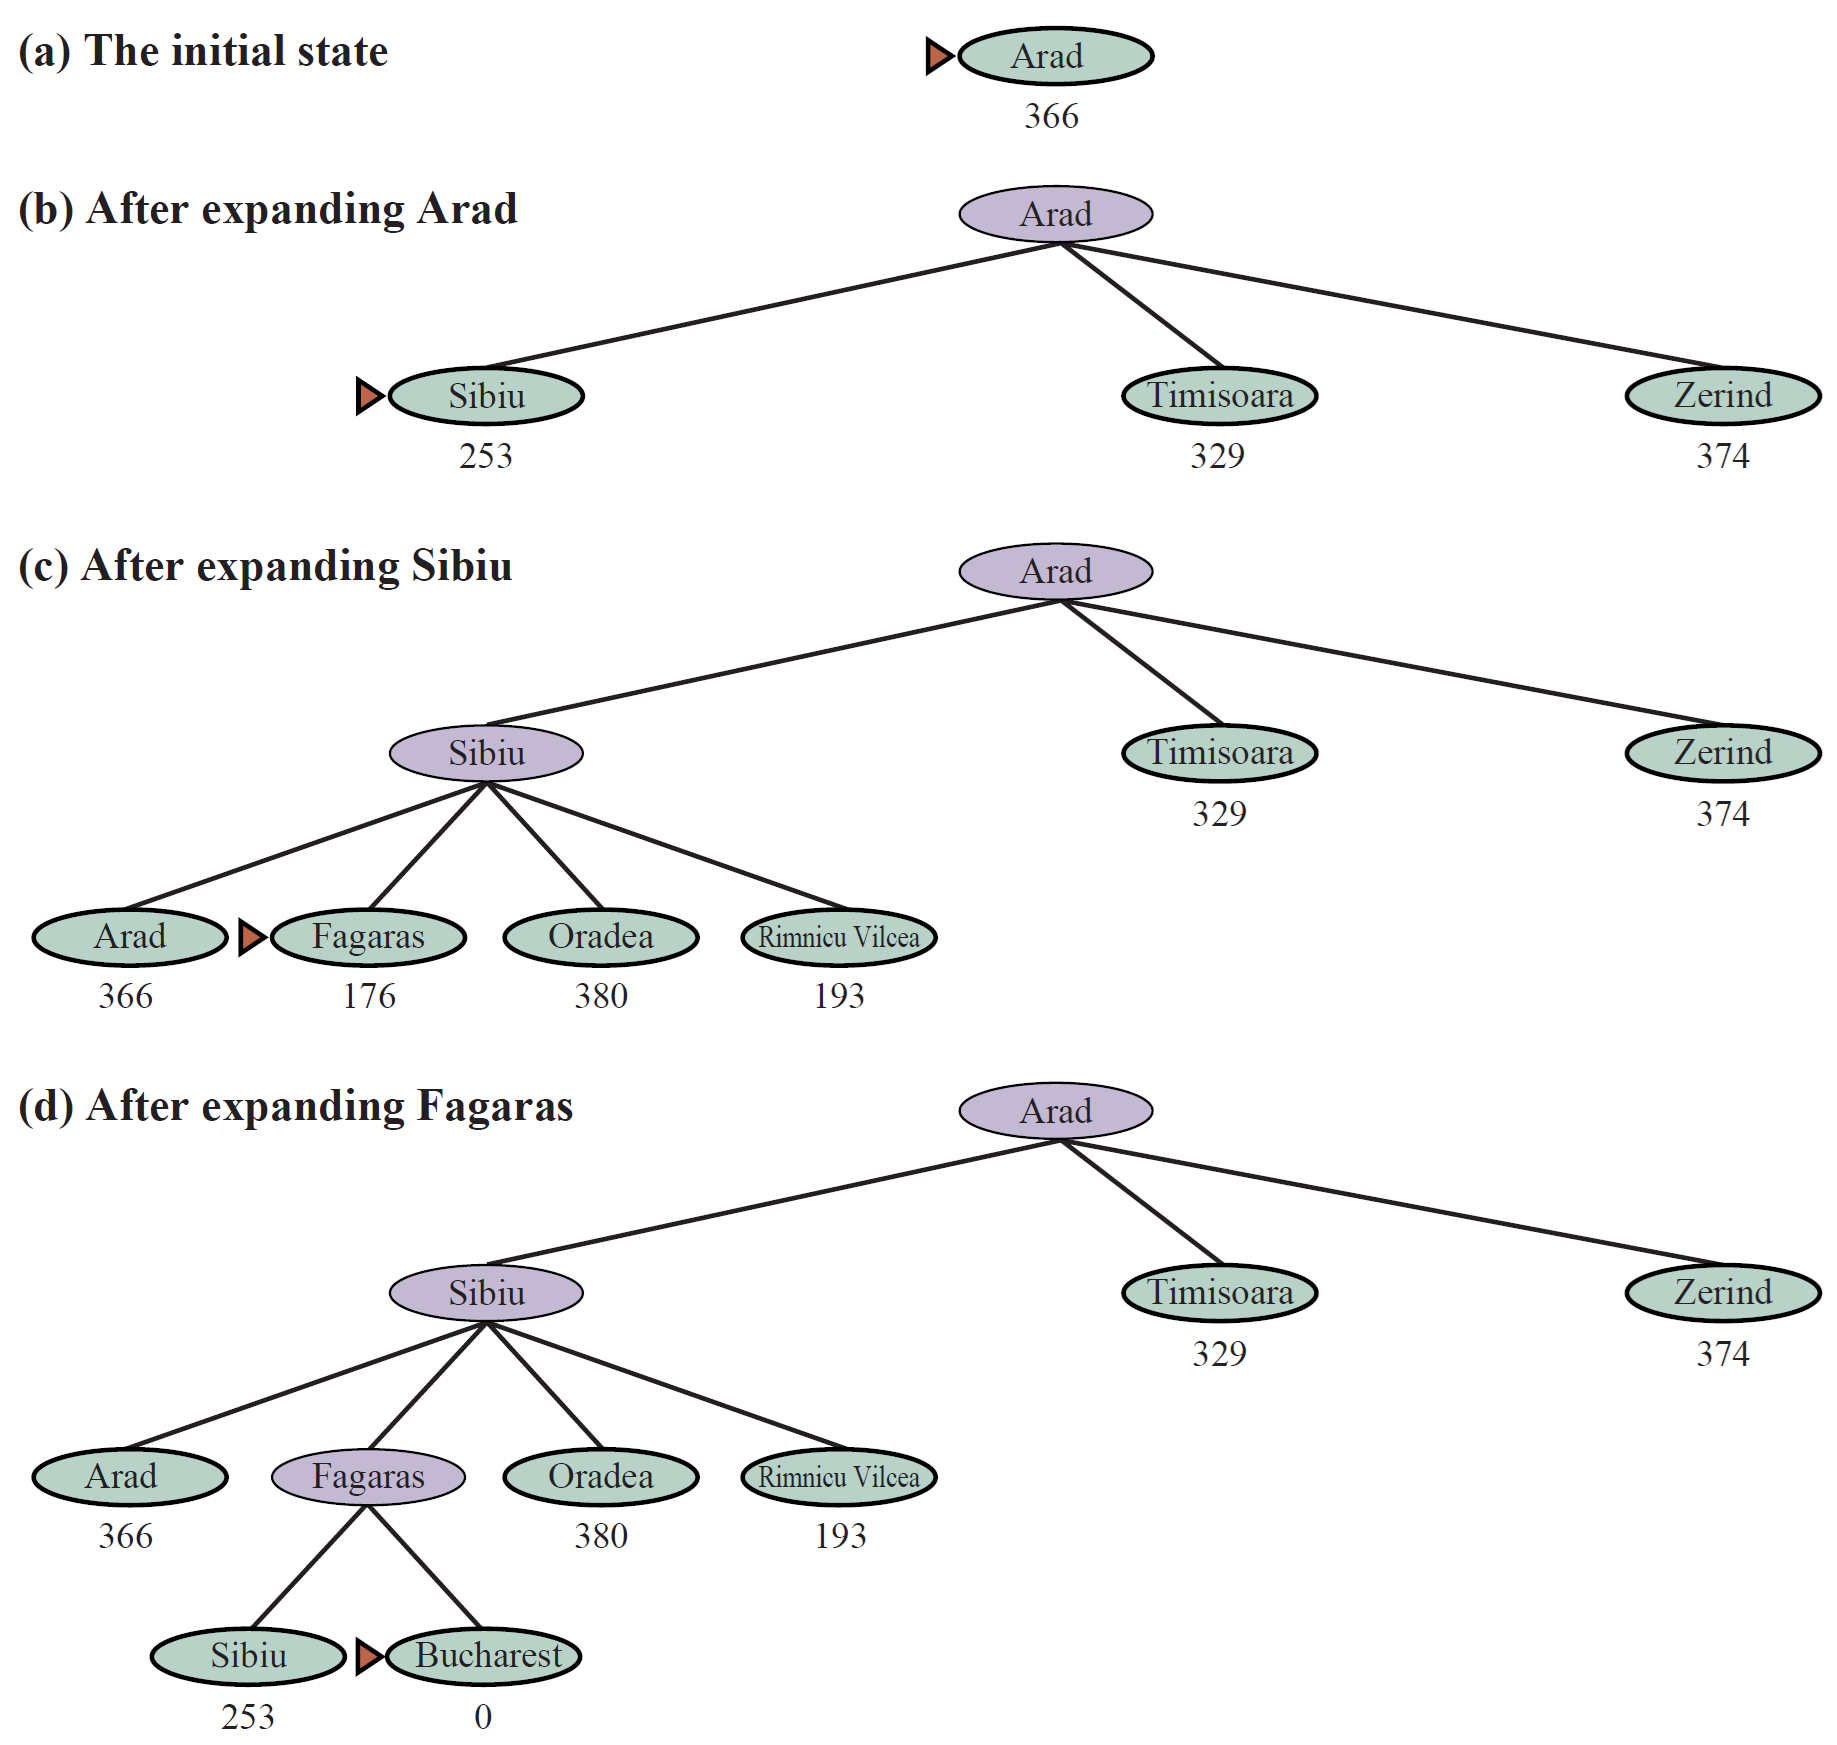 (a) The initial state
Arad
366
(b) After expanding Arad
Arad
Sibiu Timisoara Zerind
253 329 374
(c) After expanding Sibiu
Arad
Sibiu Timisoara Zerind
329 374
Arad Fagaras Oradea Rimnicu Vilcea
366 176 380 193
(d) After expanding Fagaras
Arad
Sibiu Timisoara Zerind
329 374
Arad Fagaras Oradea Rimnicu Vilcea
366 380 193
Sibiu Bucharest
253 0